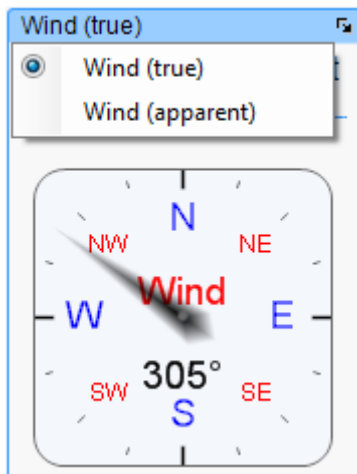 Wind (true)
Wind (true)
Wind (apparent)
N
NW
NE
Wind
W
E
305°
SW
SE
S